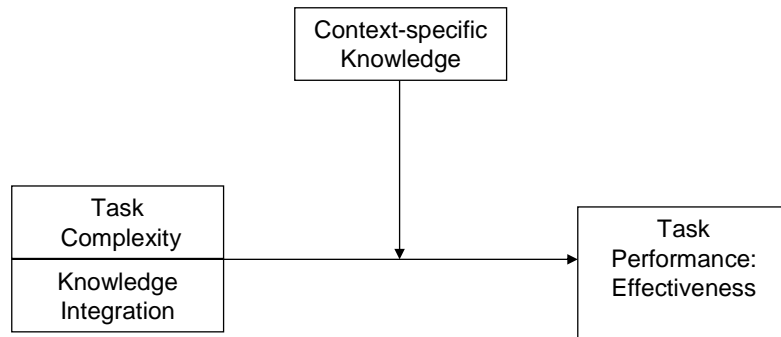 Context-specific
Knowledge
Task
Complexity
Knowledge
Integration
Task
Performance:
Effectiveness